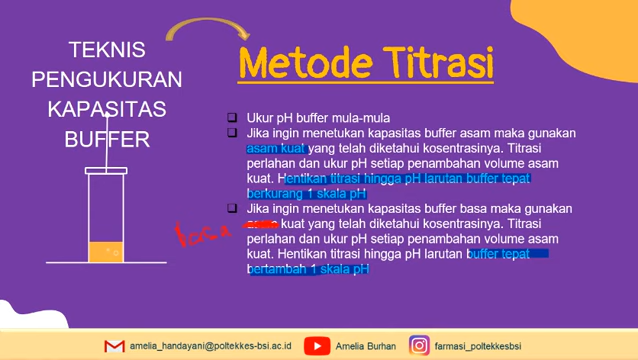 TEKNIS
PENGUKURAN
KAPASITAS
BUFFER
Metode Titrasi
Ukur pH buffer mula-mula
Jika ingin menetukan kapasitas buffer asam maka gunakan
asam kuat yang telah diketahui kosentrasinya. Titrasi
perlahan dan ukur pH setiap penambahan volume asam
kuat. Hentikan titrasi hingga pH larutan buffer tepat
berkurang 1 skala pH
Jika ingin menetukan kapasitas buffer basa maka gunakan
basa asam kuat yang telah diketahui kosentrasinya. Titrasi
perlahan dan ukur pH setiap penambahan volume asam
kuat. Hentikan titrasi hingga pH larutan buffer tepat
bertambah 1 skala pH
amelia_handayani@poltekkes-bsi.ac.id
Amelia Burhan
farmasi_poltekkesbsi